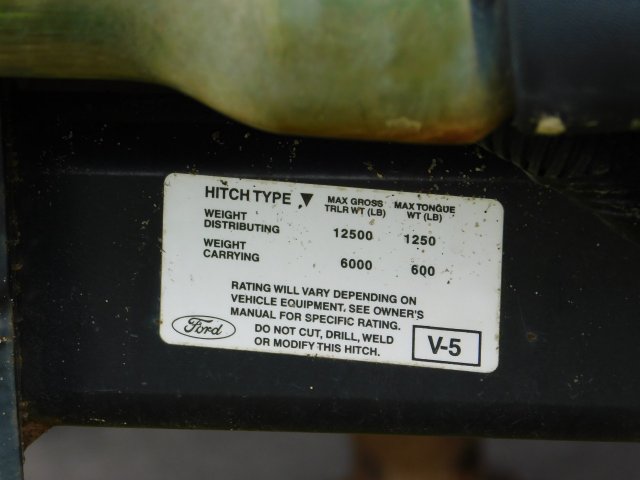 HITCH TYPE ▼ MAX GROSS TRLR WT (LB) MAX TONGUE WT (LB)
WEIGHT DISTRIBUTING 12500 1250
WEIGHT CARRYING 6000 600
RATING WILL VARY DEPENDING ON
VEHICLE EQUIPMENT. SEE OWNER'S
MANUAL FOR SPECIFIC RATING.
Ford
DO NOT CUT, DRILL, WELD
OR MODIFY THIS HITCH.
V-5